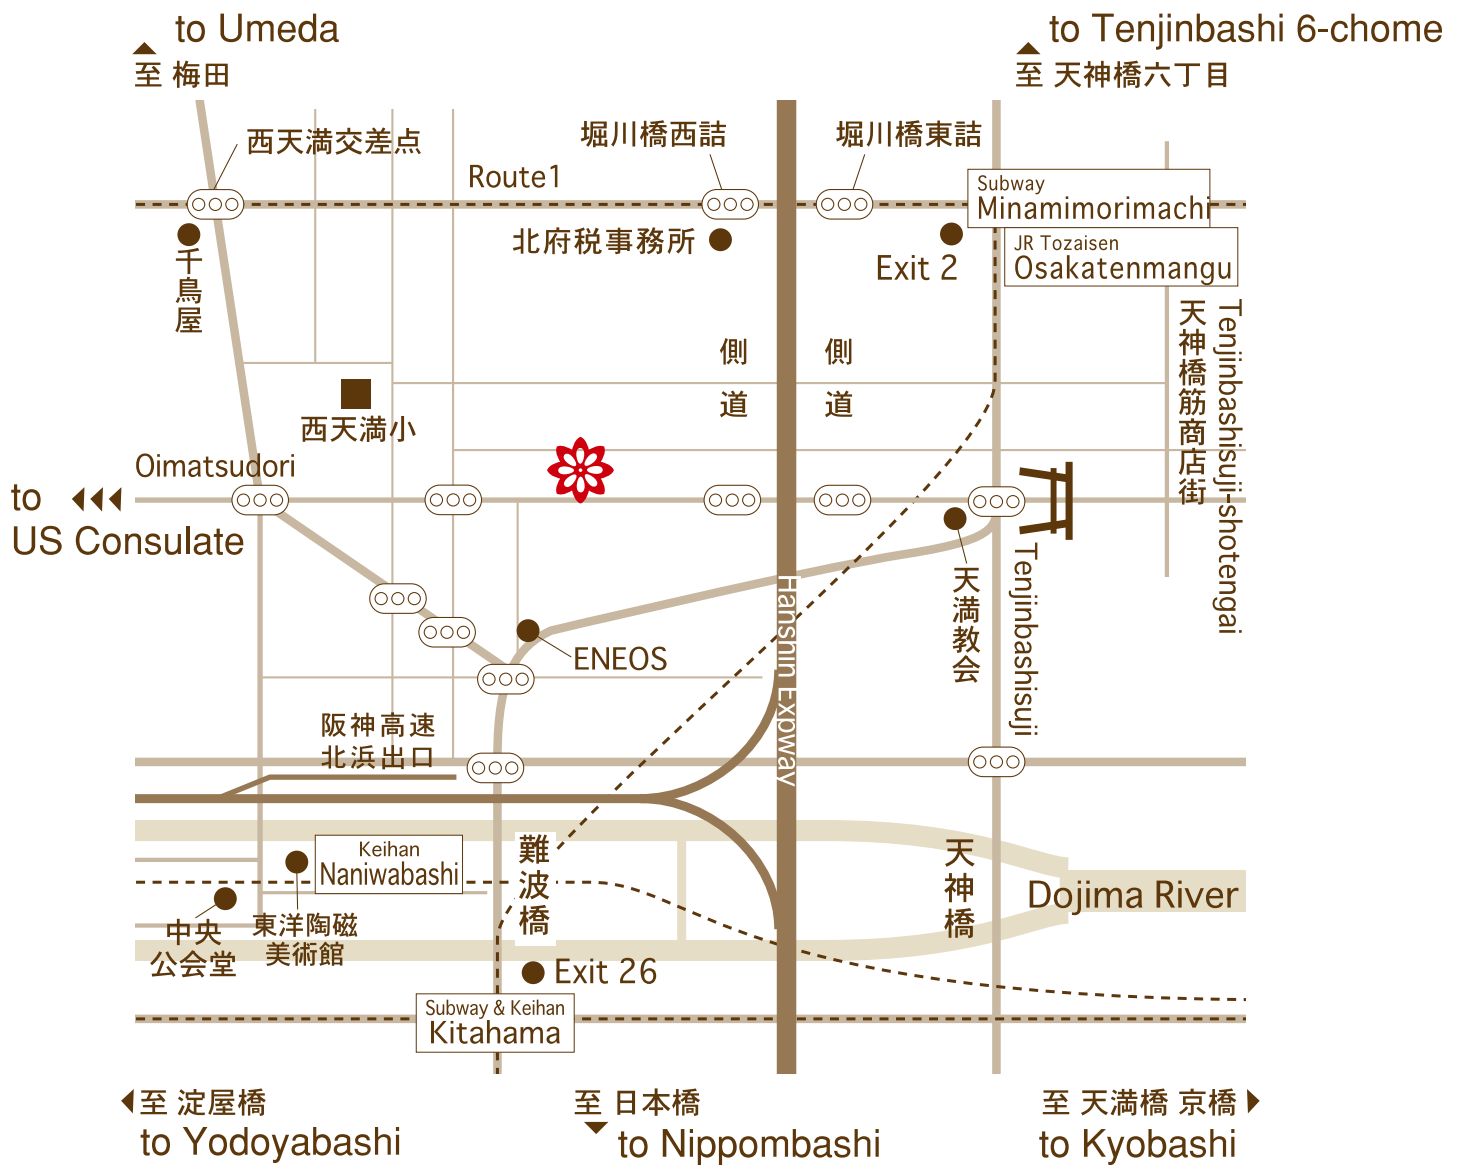 to Umeda
至 梅田
to Tenjinbashi 6-chome
至 天神橋六丁目
西天満交差点
堀川橋西詰
堀川橋東詰
Route1
Subway
Minamimorimachi
JR Tozaisen
Osakatenmangu
千鳥屋
北府税事務所
Exit 2
側道
側道
天神橋筋商店街
Tenjinbashisuji-shotengai
西天満小
Oimatsudori
to
US Consulate
天満教会
Tenjinbashisuji
Hanshin Expway
ENEOS
阪神高速
北浜出口
難波橋
Keihan
Naniwabashi
天神橋
Dojima River
中央
公会堂
東洋陶磁
美術館
Exit 26
Subway & Keihan
Kitahama
至 淀屋橋
to Yodoyabashi
至 日本橋
to Nippombashi
至 天満橋 京橋
to Kyobashi